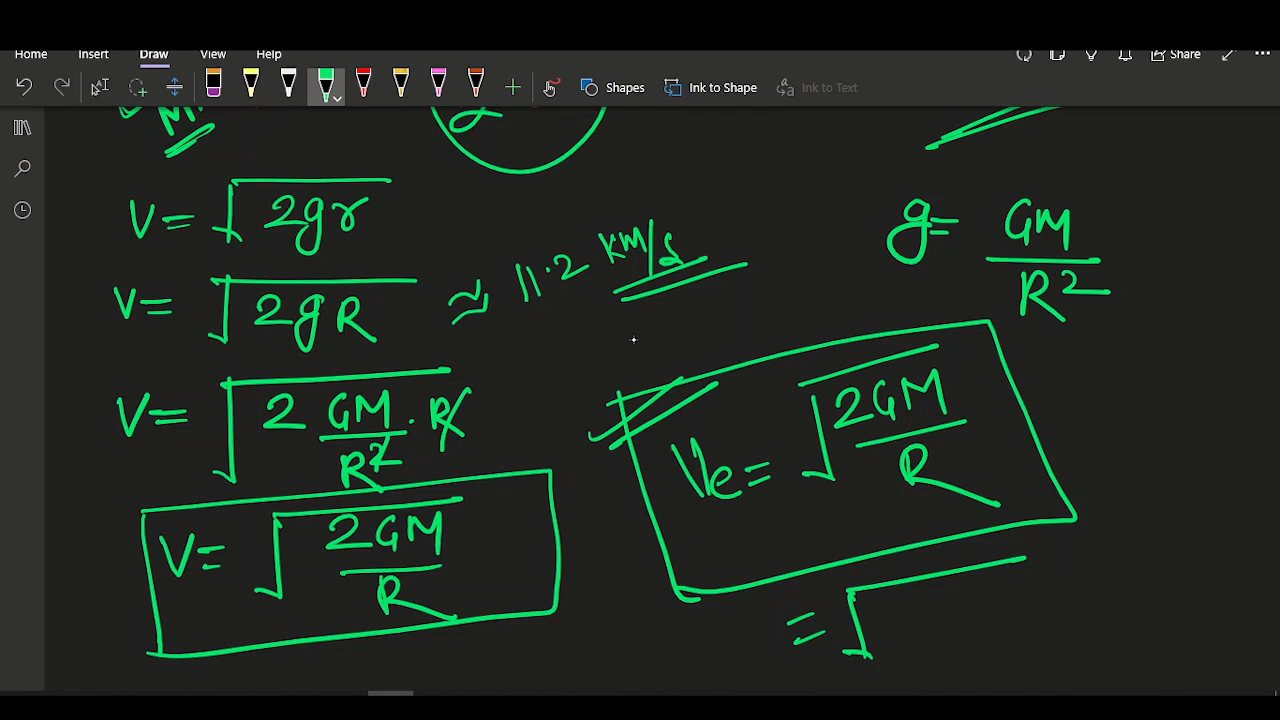 Home Insert Draw View Help Share
Shapes Ink to Shape Ink to Text
V = √2gr
V = √2gR ≈ 11.2 KM/s
g = GM/R²
V = √2 GM/R² · R
Ve = √2GM/R
V = √2GM/R
= √